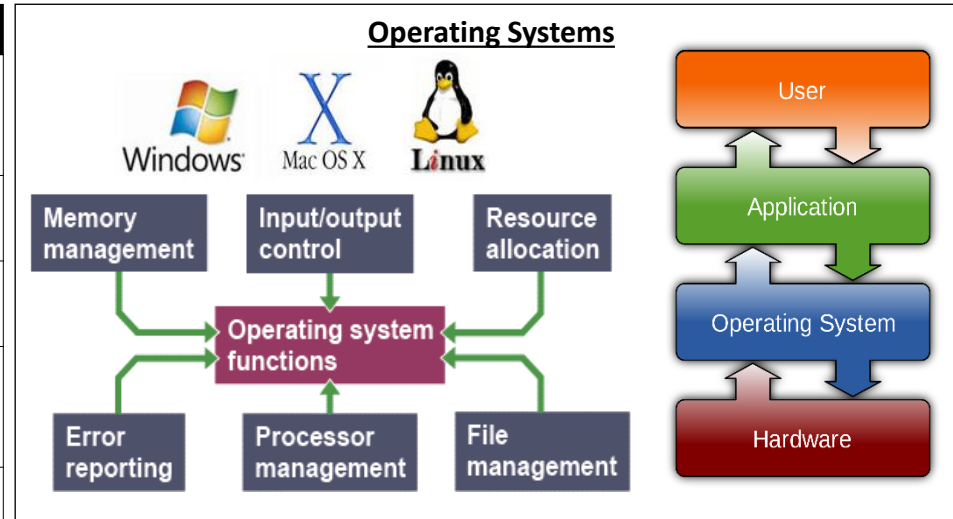 Operating Systems
Windows
X
Mac OS X
Linux
Memory
management
Input/output
control
Resource
allocation
Operating system
functions
Error
reporting
Processor
management
File
management
User
Application
Operating System
Hardware